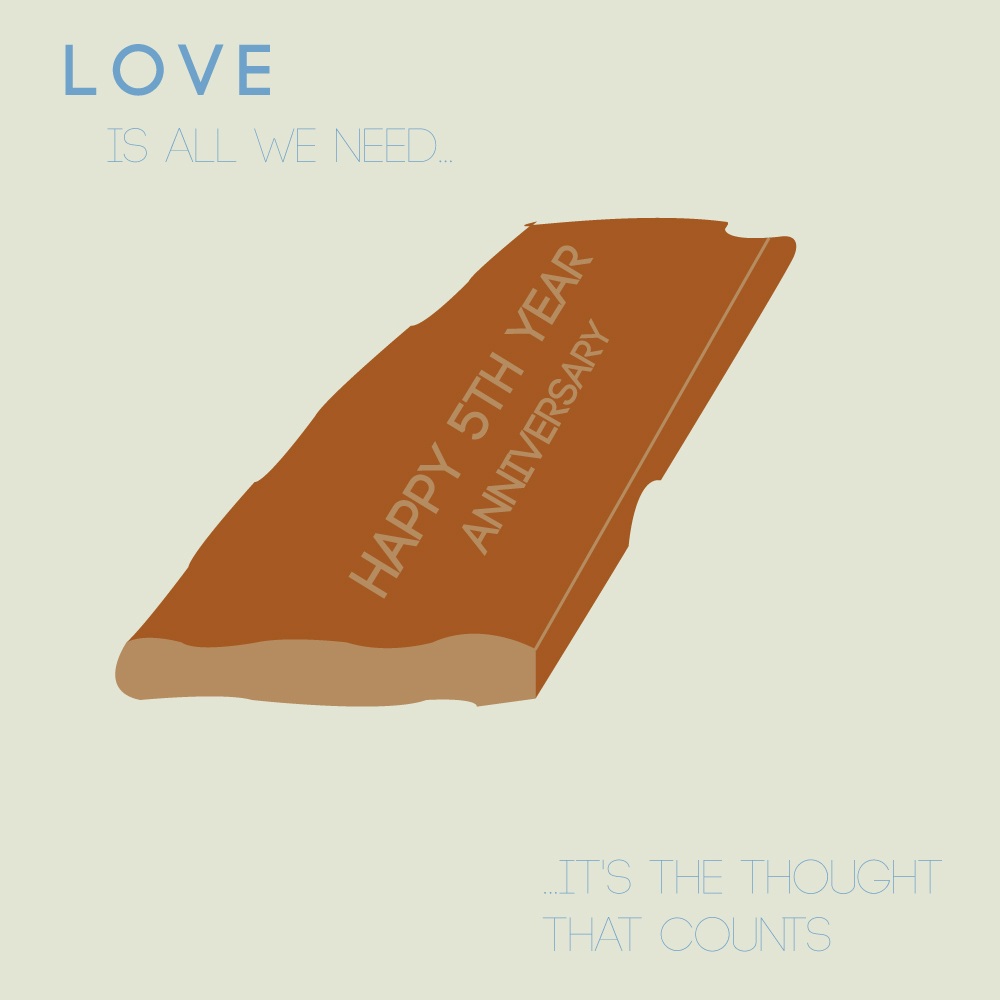 LOVE
IS ALL WE NEED...
HAPPY 5TH YEAR
ANNIVERSARY
...IT'S THE THOUGHT
THAT COUNTS